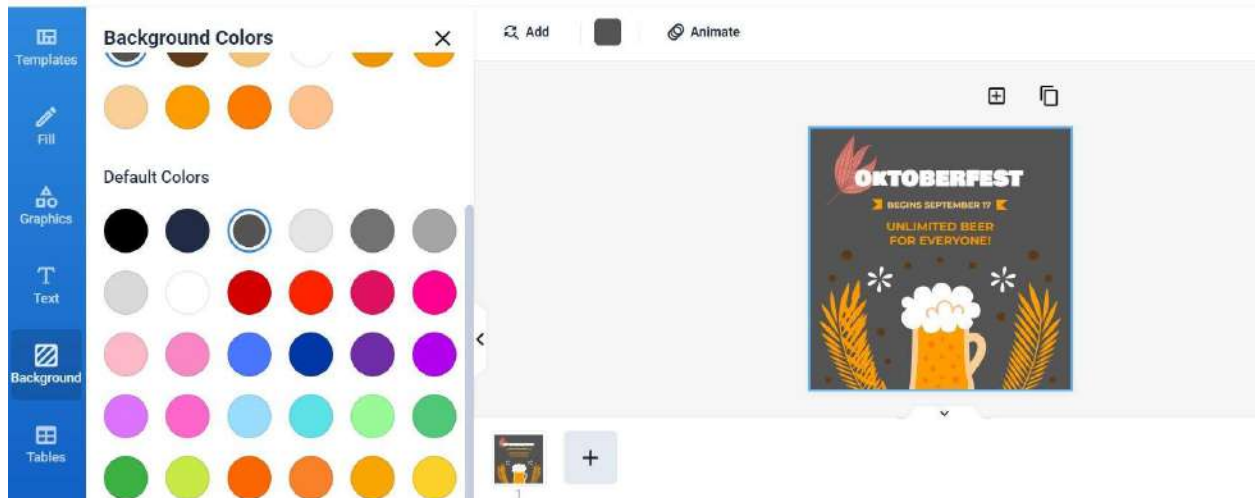 Templates
Fill
Graphics
Text
Background
Tables
Background Colors
Default Colors
Add
Animate
OKTOBERFEST
BEGINS SEPTEMBER 17
UNLIMITED BEER
FOR EVERYONE!
1